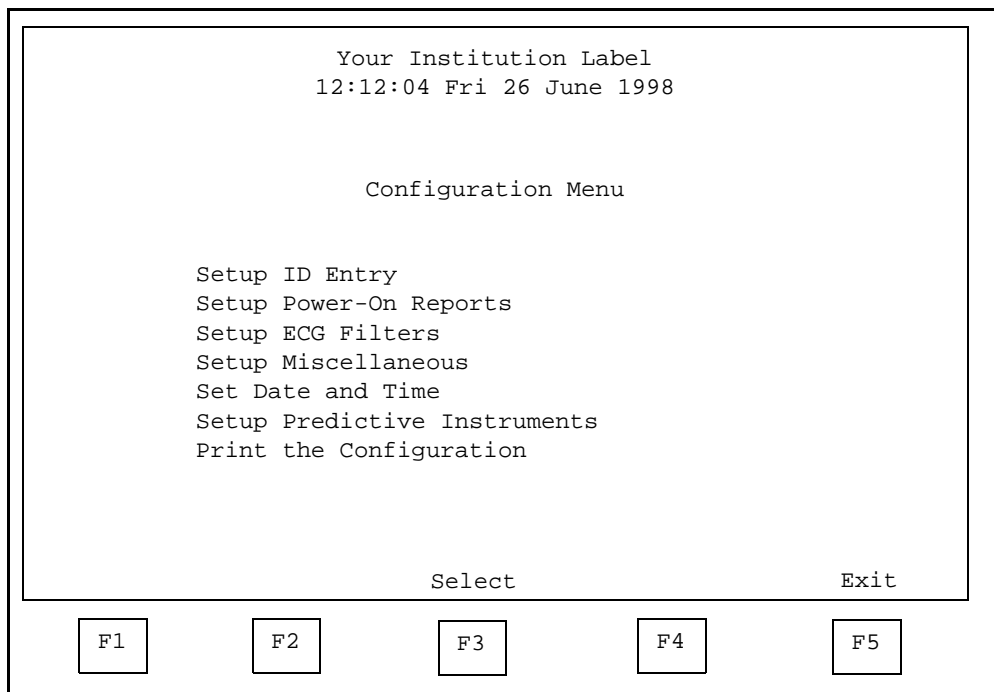 Your Institution Label
12:12:04 Fri 26 June 1998
Configuration Menu
Setup ID Entry
Setup Power-On Reports
Setup ECG Filters
Setup Miscellaneous
Set Date and Time
Setup Predictive Instruments
Print the Configuration
Select Exit
F1 F2 F3 F4 F5